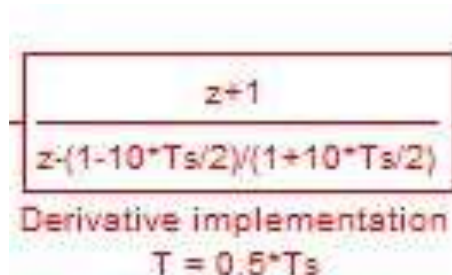 z+1
z-(1-10*Ts/2)/(1+10*Ts/2)
Derivative implementation
T = 0.5*Ts